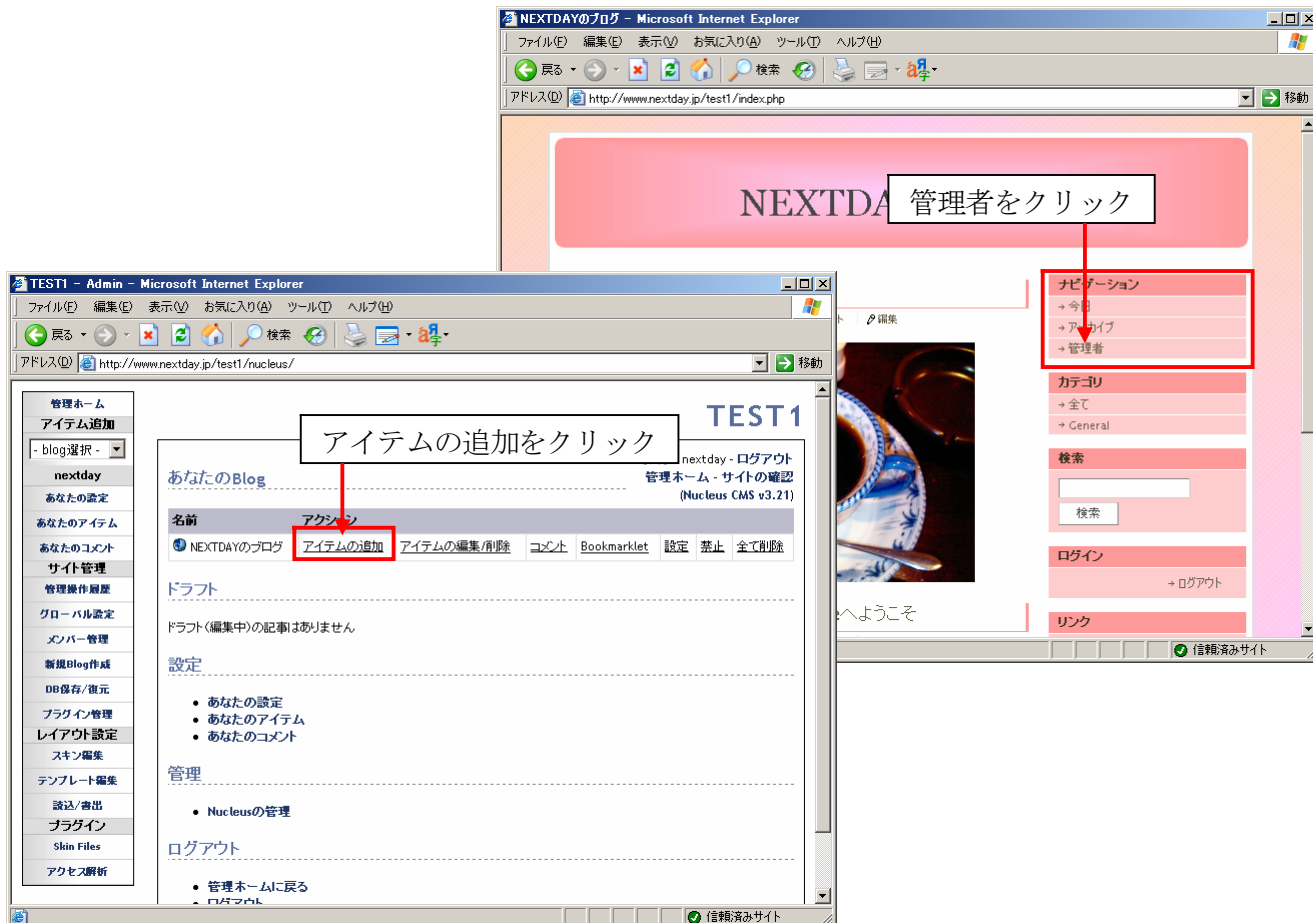 NEXTDAYのブログ - Microsoft Internet Explorer
ファイル(F) 編集(E) 表示(V) お気に入り(A) ツール(T) ヘルプ(H)
戻る 検索
アドレス(D) http://www.nextday.jp/test1/index.php 移動
NEXTDA
管理者をクリック
ナビゲーション
今日
アーカイブ
管理者
編集
カテゴリ
全て
General
検索
検索
ログイン
ログアウト
へようこそ
リンク
信頼済みサイト
TEST1 - Admin - Microsoft Internet Explorer
ファイル(F) 編集(E) 表示(V) お気に入り(A) ツール(T) ヘルプ(H)
戻る 検索
アドレス(D) http://www.nextday.jp/test1/nucleus/ 移動
管理ホーム
アイテム追加
- blog選択 -
nextday
あなたの設定
あなたのアイテム
あなたのコメント
サイト管理
管理操作履歴
グローバル設定
メンバー管理
新規Blog作成
DB保存/復元
プラグイン管理
レイアウト設定
スキン編集
テンプレート編集
読込/書出
プラグイン
Skin Files
アクセス解析
TEST1
アイテムの追加をクリック
nextday - ログアウト
管理ホーム - サイトの確認
(Nucleus CMS v3.21)
あなたのBlog
名前 アクション
NEXTDAYのブログ アイテムの追加 アイテムの編集/削除 コメント Bookmarklet 設定 禁止 全て削除
ドラフト
ドラフト(編集中)の記事はありません
設定
• あなたの設定
• あなたのアイテム
• あなたのコメント
管理
• Nucleusの管理
ログアウト
• 管理ホームに戻る
• ログアウト
信頼済みサイト